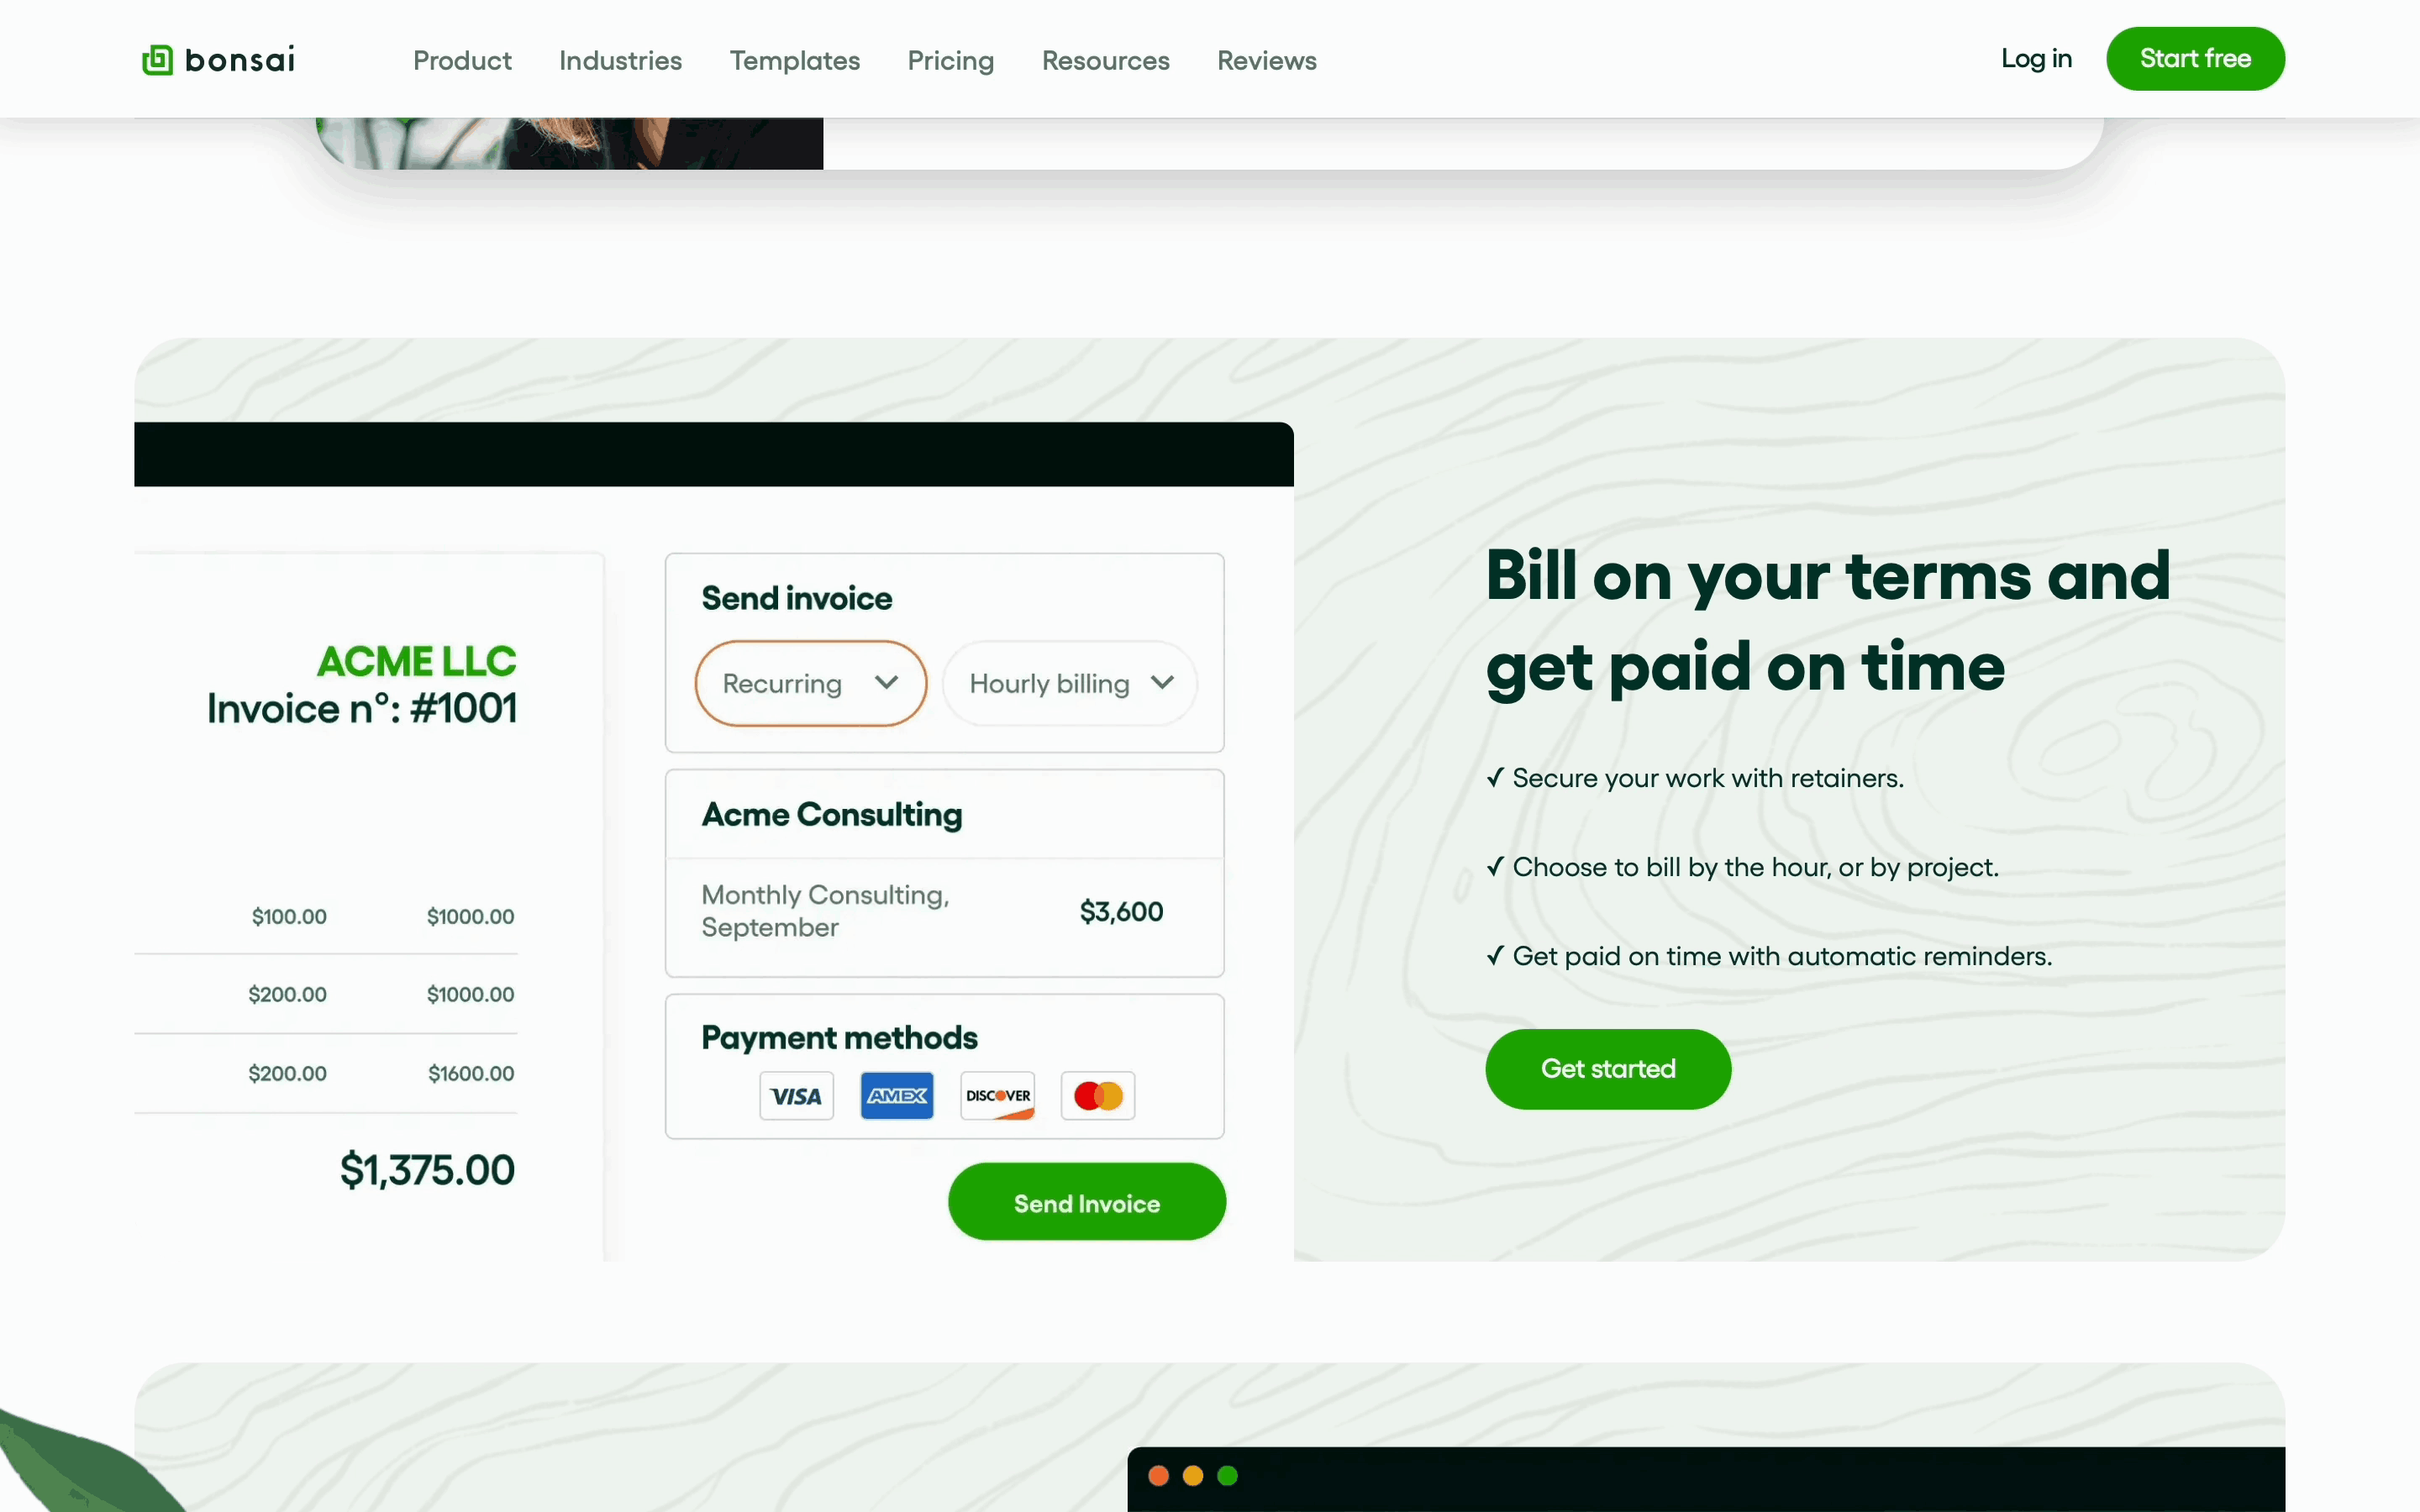 bonsai
Product Industries Templates Pricing Resources Reviews
Log in
Start free
ACME LLC
Invoice n°: #1001
$100.00 $1000.00
$200.00 $1000.00
$200.00 $1600.00
$1,375.00
Send invoice
Recurring Hourly billing
Acme Consulting
Monthly Consulting,
September
$3,600
Payment methods
VISA AMEX DISCOVER
Send Invoice
Bill on your terms and
get paid on time
✓ Secure your work with retainers.
✓ Choose to bill by the hour, or by project.
✓ Get paid on time with automatic reminders.
Get started